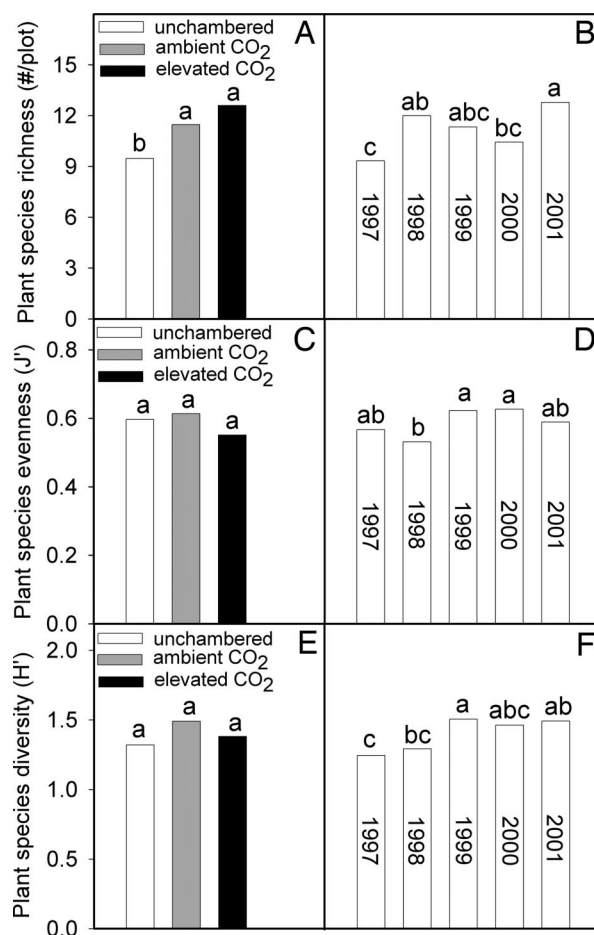 unchambered
ambient CO2
elevated CO2
A
Plant species richness (#/plot)
15
12
9
6
3
0
b
a
a
B
c
ab
abc
bc
a
1997
1998
1999
2000
2001
unchambered
ambient CO2
elevated CO2
C
Plant species evenness (J')
0.8
0.6
0.4
0.2
0.0
a
a
a
D
ab
b
a
a
ab
1997
1998
1999
2000
2001
unchambered
ambient CO2
elevated CO2
E
Plant species diversity (H')
2.0
1.5
1.0
0.5
0.0
a
a
a
F
c
bc
a
abc
ab
1997
1998
1999
2000
2001